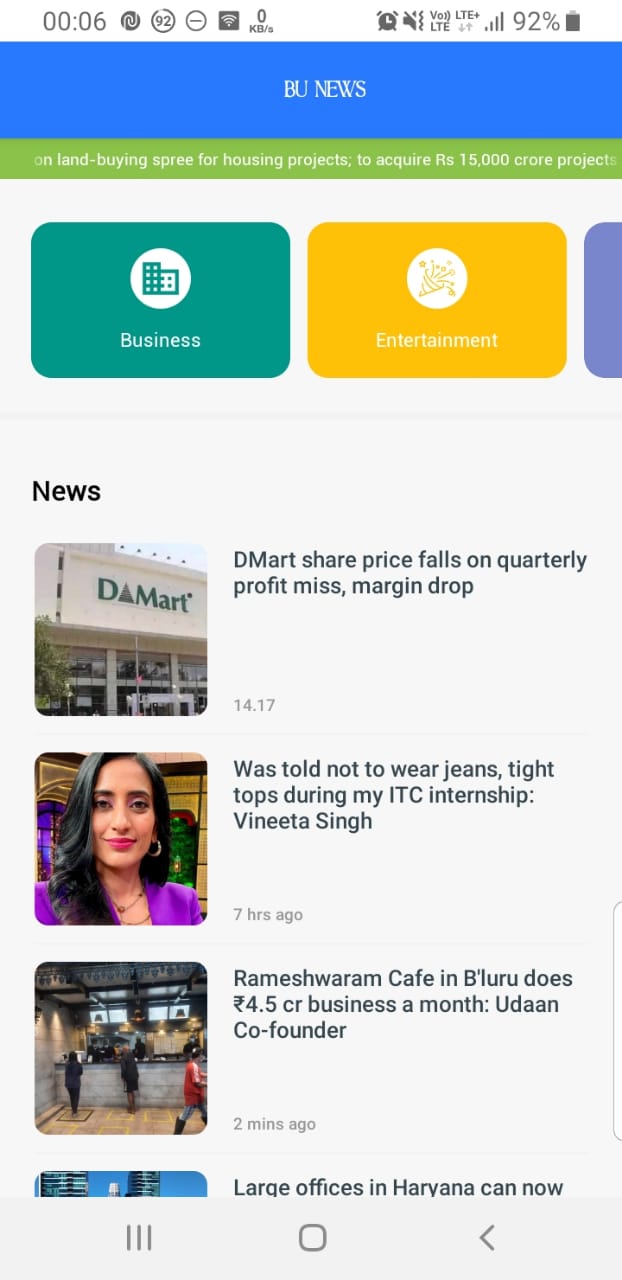 00:06 92 0 KB/s Vo) LTE LTE+ 92%
BU NEWS
on land-buying spree for housing projects; to acquire Rs 15,000 crore projects
Business
Entertainment
News
DMart
DMart share price falls on quarterly
profit miss, margin drop
14.17
Was told not to wear jeans, tight
tops during my ITC internship:
Vineeta Singh
7 hrs ago
Rameshwaram Cafe in B'luru does
₹4.5 cr business a month: Udaan
Co-founder
2 mins ago
Large offices in Haryana can now